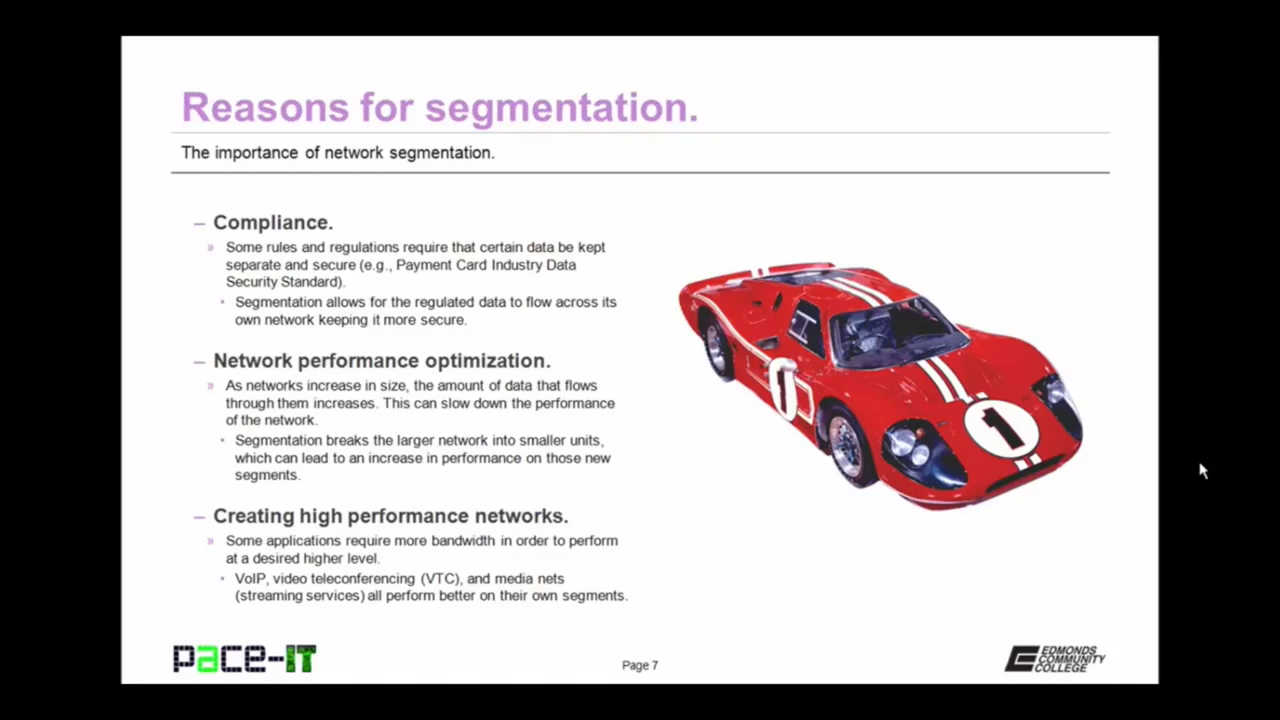 Reasons for segmentation.
The importance of network segmentation.
– Compliance.
» Some rules and regulations require that certain data be kept
separate and secure (e.g., Payment Card Industry Data
Security Standard).
• Segmentation allows for the regulated data to flow across its
own network keeping it more secure.
– Network performance optimization.
» As networks increase in size, the amount of data that flows
through them increases. This can slow down the performance
of the network.
• Segmentation breaks the larger network into smaller units,
which can lead to an increase in performance on those new
segments.
– Creating high performance networks.
» Some applications require more bandwidth in order to perform
at a desired higher level.
• VoIP, video teleconferencing (VTC), and media nets
(streaming services) all perform better on their own segments.
1
1
pace-IT
Page 7
EDMONDS
COMMUNITY
COLLEGE